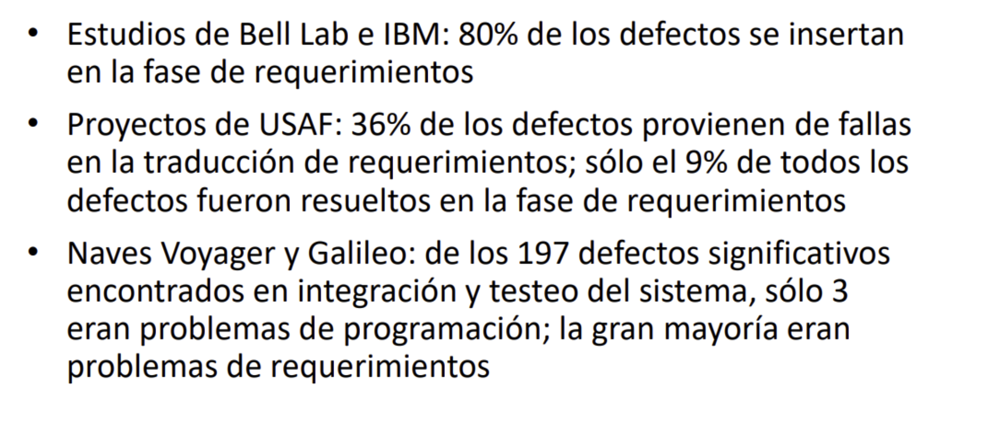 • Estudios de Bell Lab e IBM: 80% de los defectos se insertan
en la fase de requerimientos
• Proyectos de USAF: 36% de los defectos provienen de fallas
en la traducción de requerimientos; sólo el 9% de todos los
defectos fueron resueltos en la fase de requerimientos
• Naves Voyager y Galileo: de los 197 defectos significativos
encontrados en integración y testeo del sistema, sólo 3
eran problemas de programación; la gran mayoría eran
problemas de requerimientos